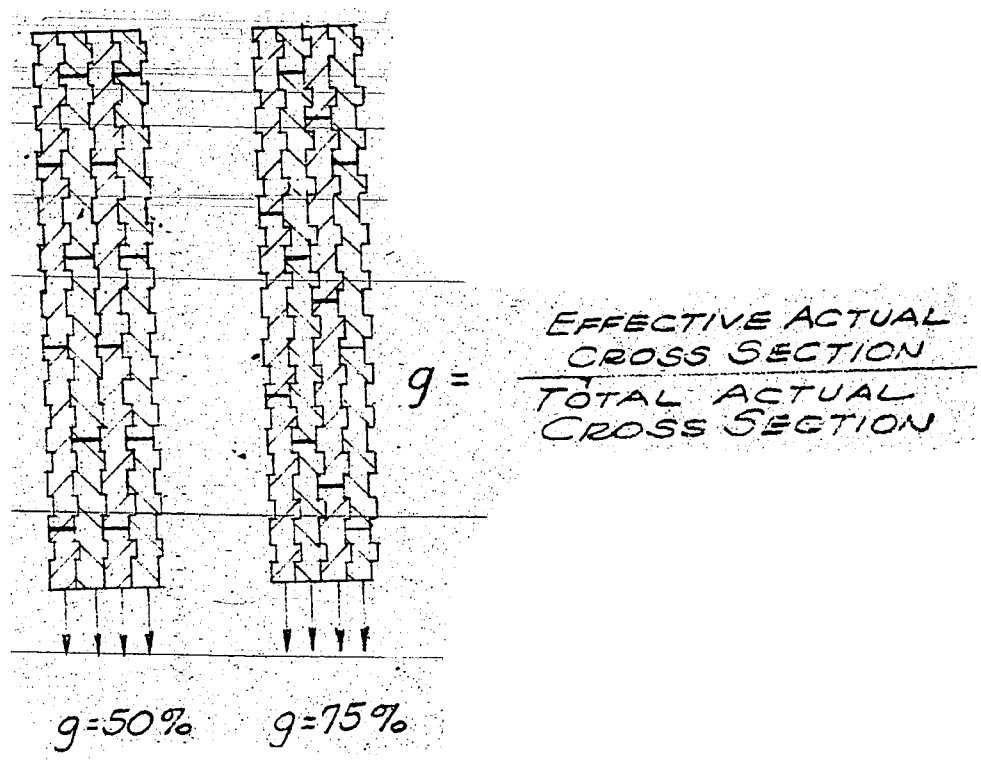 EFFECTIVE ACTUAL
CROSS SECTION
g =
TOTAL ACTUAL
CROSS SECTION
g=50%
g=75%